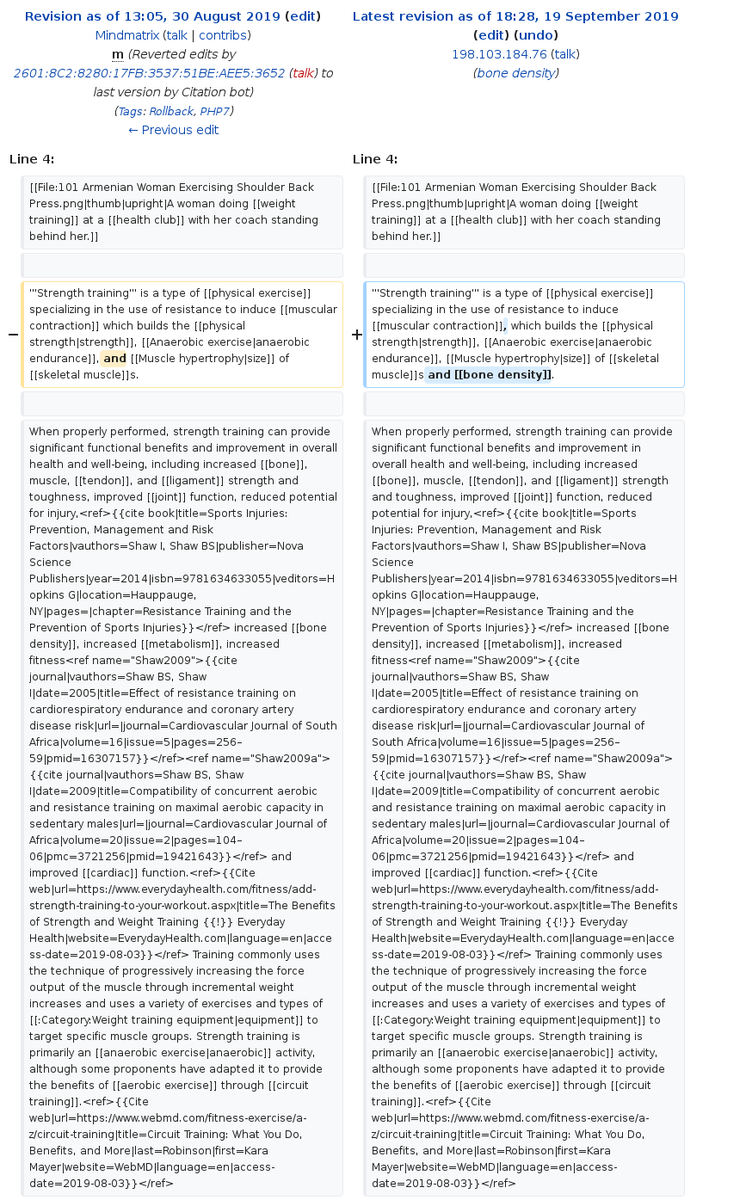 Revision as of 13:05, 30 August 2019 (edit)
Mindmatrix (talk | contribs)
m (Reverted edits by
2601:8C2:8280:17FB:3537:51BE:AEE5:3652 (talk) to
last version by Citation bot)
(Tags: Rollback, PHP7)
← Previous edit
Latest revision as of 18:28, 19 September 2019
(edit) (undo)
198.103.184.76 (talk)
(bone density)
Line 4:
[[File:101 Armenian Woman Exercising Shoulder Back
Press.png|thumb|upright|A woman doing [[weight
training]] at a [[health club]] with her coach standing
behind her.]]
− '''Strength training''' is a type of [[physical exercise]]
specializing in the use of resistance to induce [[muscular
contraction]] which builds the [[physical
strength|strength]], [[Anaerobic exercise|anaerobic
endurance]], and [[Muscle hypertrophy|size]] of
[[skeletal muscle]]s.
When properly performed, strength training can provide
significant functional benefits and improvement in overall
health and well-being, including increased [[bone]],
muscle, [[tendon]], and [[ligament]] strength and
toughness, improved [[joint]] function, reduced potential
for injury,<ref>{{cite book|title=Sports Injuries:
Prevention, Management and Risk
Factors|vauthors=Shaw I, Shaw BS|publisher=Nova
Science
Publishers|year=2014|isbn=9781634633055|veditors=H
opkins G|location=Hauppauge,
NY|pages=|chapter=Resistance Training and the
Prevention of Sports Injuries}}</ref> increased [[bone
density]], increased [[metabolism]], increased
fitness<ref name="Shaw2009">{{cite
journal|vauthors=Shaw BS, Shaw
I|date=2005|title=Effect of resistance training on
cardiorespiratory endurance and coronary artery
disease risk|url=|journal=Cardiovascular Journal of South
Africa|volume=16|issue=5|pages=256–
59|pmid=16307157}}</ref><ref name="Shaw2009a">
{{cite journal|vauthors=Shaw BS, Shaw
I|date=2009|title=Compatibility of concurrent aerobic
and resistance training on maximal aerobic capacity in
sedentary males|url=|journal=Cardiovascular Journal of
Africa|volume=20|issue=2|pages=104–
06|pmc=3721256|pmid=19421643}}</ref> and
improved [[cardiac]] function.<ref>{{Cite
web|url=https://www.everydayhealth.com/fitness/add-
strength-training-to-your-workout.aspx|title=The Benefits
of Strength and Weight Training {{!}} Everyday
Health|website=EverydayHealth.com|language=en|acce
ss-date=2019-08-03}}</ref> Training commonly uses
the technique of progressively increasing the force
output of the muscle through incremental weight
increases and uses a variety of exercises and types of
[[:Category:Weight training equipment|equipment]] to
target specific muscle groups. Strength training is
primarily an [[anaerobic exercise|anaerobic]] activity,
although some proponents have adapted it to provide
the benefits of [[aerobic exercise]] through [[circuit
training]].<ref>{{Cite
web|url=https://www.webmd.com/fitness-exercise/a-
z/circuit-training|title=Circuit Training: What You Do,
Benefits, and More|last=Robinson|first=Kara
Mayer|website=WebMD|language=en|access-
date=2019-08-03}}</ref>
Line 4:
[[File:101 Armenian Woman Exercising Shoulder Back
Press.png|thumb|upright|A woman doing [[weight
training]] at a [[health club]] with her coach standing
behind her.]]
+ '''Strength training''' is a type of [[physical exercise]]
specializing in the use of resistance to induce
[[muscular contraction]], which builds the [[physical
strength|strength]], [[Anaerobic exercise|anaerobic
endurance]], [[Muscle hypertrophy|size]] of [[skeletal
muscle]]s and [[bone density]].
When properly performed, strength training can provide
significant functional benefits and improvement in
overall health and well-being, including increased
[[bone]], muscle, [[tendon]], and [[ligament]] strength
and toughness, improved [[joint]] function, reduced
potential for injury,<ref>{{cite book|title=Sports
Injuries: Prevention, Management and Risk
Factors|vauthors=Shaw I, Shaw BS|publisher=Nova
Science
Publishers|year=2014|isbn=9781634633055|veditors=H
opkins G|location=Hauppauge,
NY|pages=|chapter=Resistance Training and the
Prevention of Sports Injuries}}</ref> increased [[bone
density]], increased [[metabolism]], increased
fitness<ref name="Shaw2009">{{cite
journal|vauthors=Shaw BS, Shaw
I|date=2005|title=Effect of resistance training on
cardiorespiratory endurance and coronary artery
disease risk|url=|journal=Cardiovascular Journal of
South Africa|volume=16|issue=5|pages=256–
59|pmid=16307157}}</ref><ref name="Shaw2009a">
{{cite journal|vauthors=Shaw BS, Shaw
I|date=2009|title=Compatibility of concurrent aerobic
and resistance training on maximal aerobic capacity in
sedentary males|url=|journal=Cardiovascular Journal of
Africa|volume=20|issue=2|pages=104–
06|pmc=3721256|pmid=19421643}}</ref> and
improved [[cardiac]] function.<ref>{{Cite
web|url=https://www.everydayhealth.com/fitness/add-
strength-training-to-your-workout.aspx|title=The Benefits
of Strength and Weight Training {{!}} Everyday
Health|website=EverydayHealth.com|language=en|acce
ss-date=2019-08-03}}</ref> Training commonly uses
the technique of progressively increasing the force
output of the muscle through incremental weight
increases and uses a variety of exercises and types of
[[:Category:Weight training equipment|equipment]] to
target specific muscle groups. Strength training is
primarily an [[anaerobic exercise|anaerobic]] activity,
although some proponents have adapted it to provide
the benefits of [[aerobic exercise]] through [[circuit
training]].<ref>{{Cite
web|url=https://www.webmd.com/fitness-exercise/a-
z/circuit-training|title=Circuit Training: What You Do,
Benefits, and More|last=Robinson|first=Kara
Mayer|website=WebMD|language=en|access-
date=2019-08-03}}</ref>